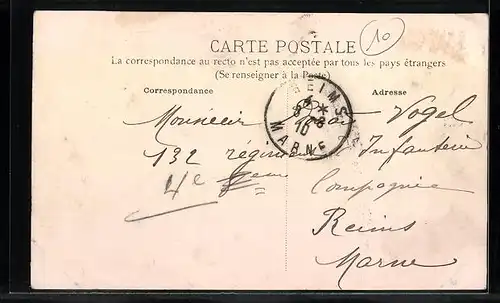 10
CARTE POSTALE
La correspondance au recto n'est pas acceptée par tous les pays étrangers
(Se renseigner à la Poste)
Correspondance
Adresse
REIMS
10
MARNE
Monsieur Vogel
132 régiment Infanterie
4e Compagnie
Reims
Marne